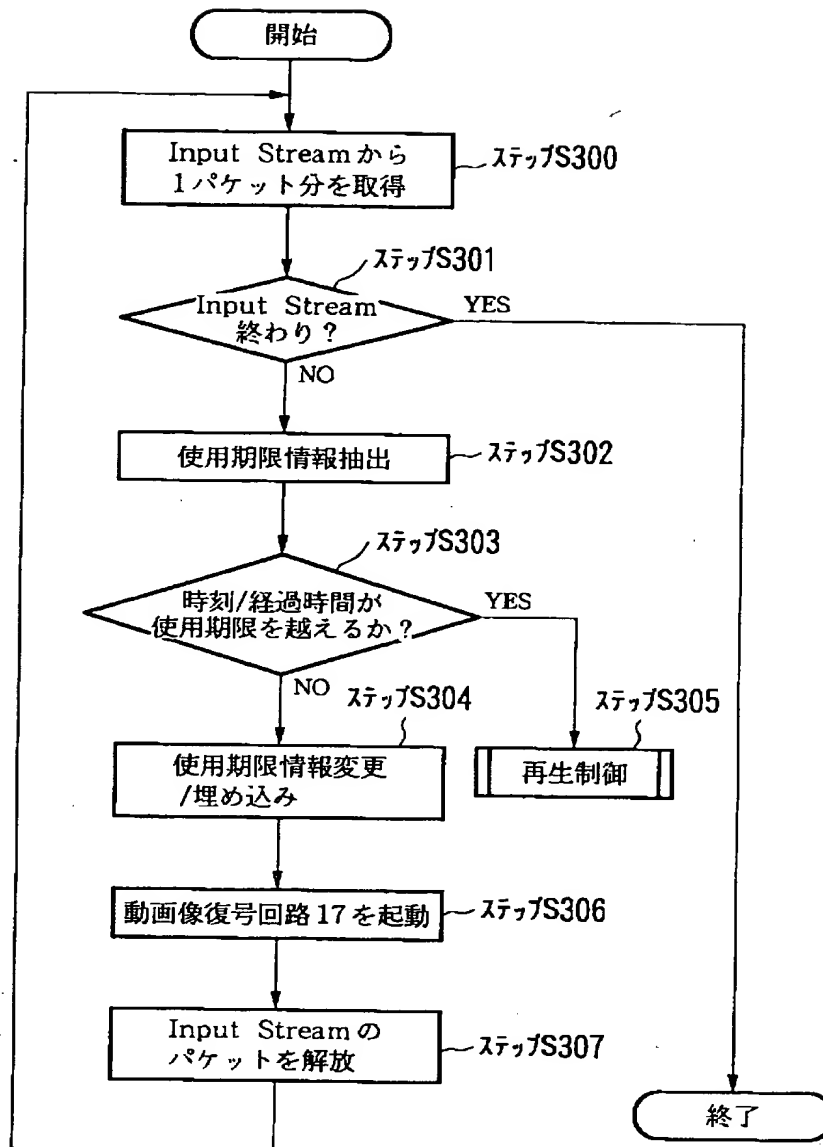 開始
Input Streamから
1パケット分を取得
ステップS300
ステップS301
Input Stream
終わり?
YES
NO
使用期限情報抽出
ステップS302
ステップS303
時刻/経過時間が
使用期限を越えるか?
YES
NO
ステップS304
ステップS305
使用期限情報変更
/埋め込み
再生制御
動画像復号回路17を起動
ステップS306
Input Streamの
パケットを解放
ステップS307
終了